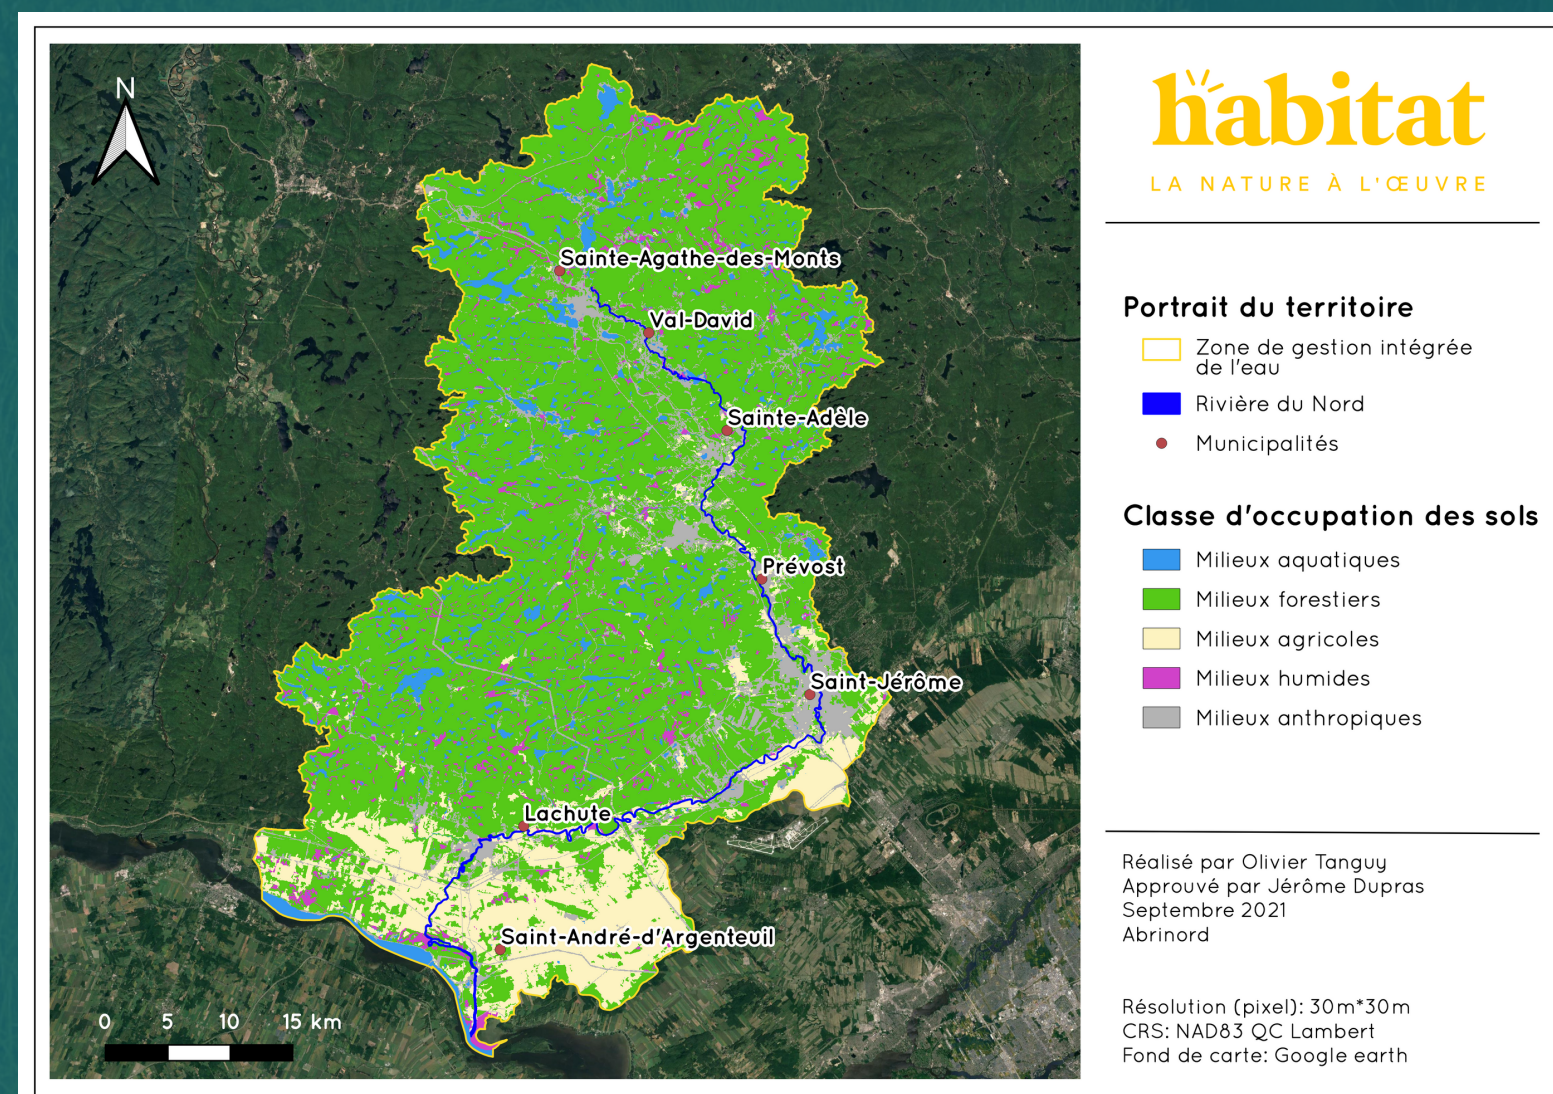 N
Sainte-Agathe-des-Monts
Val-David
Sainte-Adèle
Prévost
Saint-Jérôme
Lachute
Saint-André-d'Argenteuil
0 5 10 15 km
habitat
LA NATURE À L'ŒUVRE
Portrait du territoire
Zone de gestion intégrée
de l'eau
Rivière du Nord
Municipalités
Classe d'occupation des sols
Milieux aquatiques
Milieux forestiers
Milieux agricoles
Milieux humides
Milieux anthropiques
Réalisé par Olivier Tanguy
Approuvé par Jérôme Dupras
Septembre 2021
Abrinord
Résolution (pixel): 30m*30m
CRS: NAD83 QC Lambert
Fond de carte: Google earth